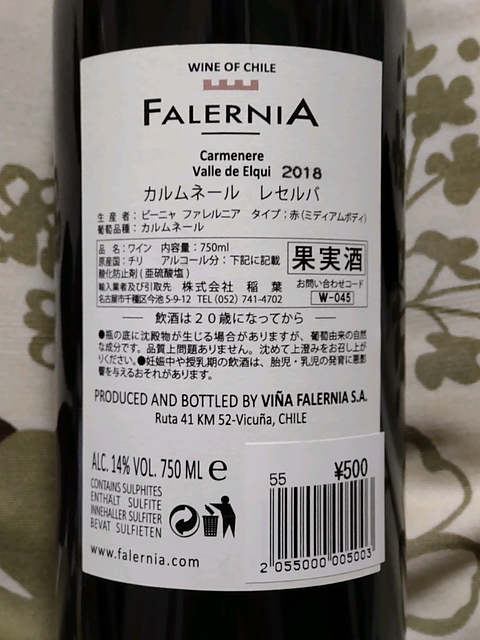 WINE OF CHILE
FALERNIA
Carmenere
Valle de Elqui 2018
カルムネール レセルバ
生産者：ビーニャ ファレルニア タイプ：赤（ミディアムボディ）
葡萄品種：カルムネール
品名：ワイン 内容量：750ml
原産国：チリ アルコール分：下記に記載
酸化防止剤（亜硫酸塩）
輸入業者及び引取先 株式会社 稲葉
名古屋市千種区今池5-9-12 TEL (052) 741-4702
果実酒
お問い合わせコード
W-045
飲酒は２０歳になってから
●瓶の底に沈殿物が生じる場合がありますが、葡萄由来の自然
な成分です。品質上問題ありません。沈めて上澄みをお召し上が
りください。●妊娠中や授乳期の飲酒は、胎児・乳児の発育に悪影
響を与えるおそれがあります。
PRODUCED AND BOTTLED BY VIÑA FALERNIA S.A.
Ruta 41 KM 52-Vicuña, CHILE
ALC. 14% VOL. 750 ML e
CONTAINS SULPHITES
ENTHÄLT SULFITE
INNEHALLER SULFITER
BEVAT SULFIETEN
www.falernia.com
55 ¥500
2 055000 005003